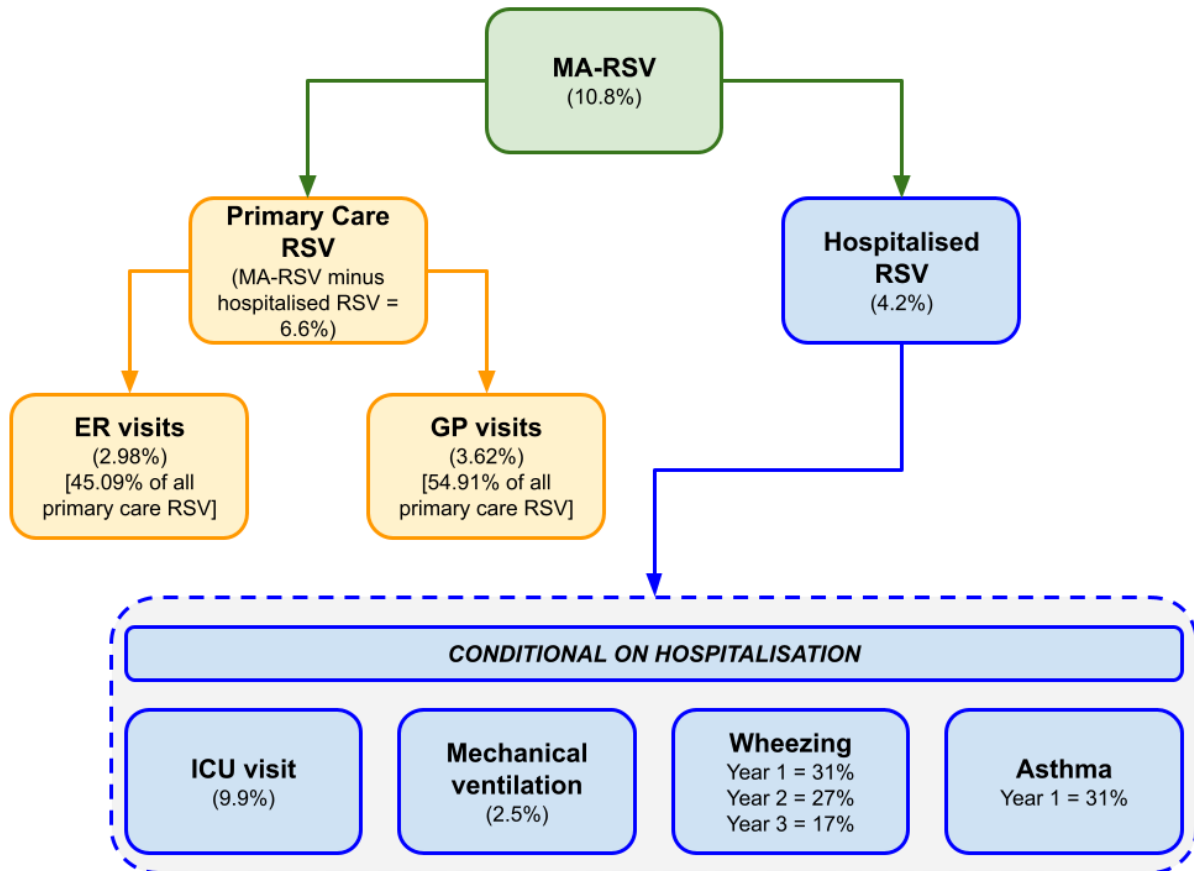 MA-RSV
(10.8%)
Primary Care
RSV
(MA-RSV minus
hospitalised RSV =
6.6%)
Hospitalised
RSV
(4.2%)
ER visits
(2.98%)
[45.09% of all
primary care RSV]
GP visits
(3.62%)
[54.91% of all
primary care RSV]
CONDITIONAL ON HOSPITALISATION
ICU visit
(9.9%)
Mechanical
ventilation
(2.5%)
Wheezing
Year 1 = 31%
Year 2 = 27%
Year 3 = 17%
Asthma
Year 1 = 31%